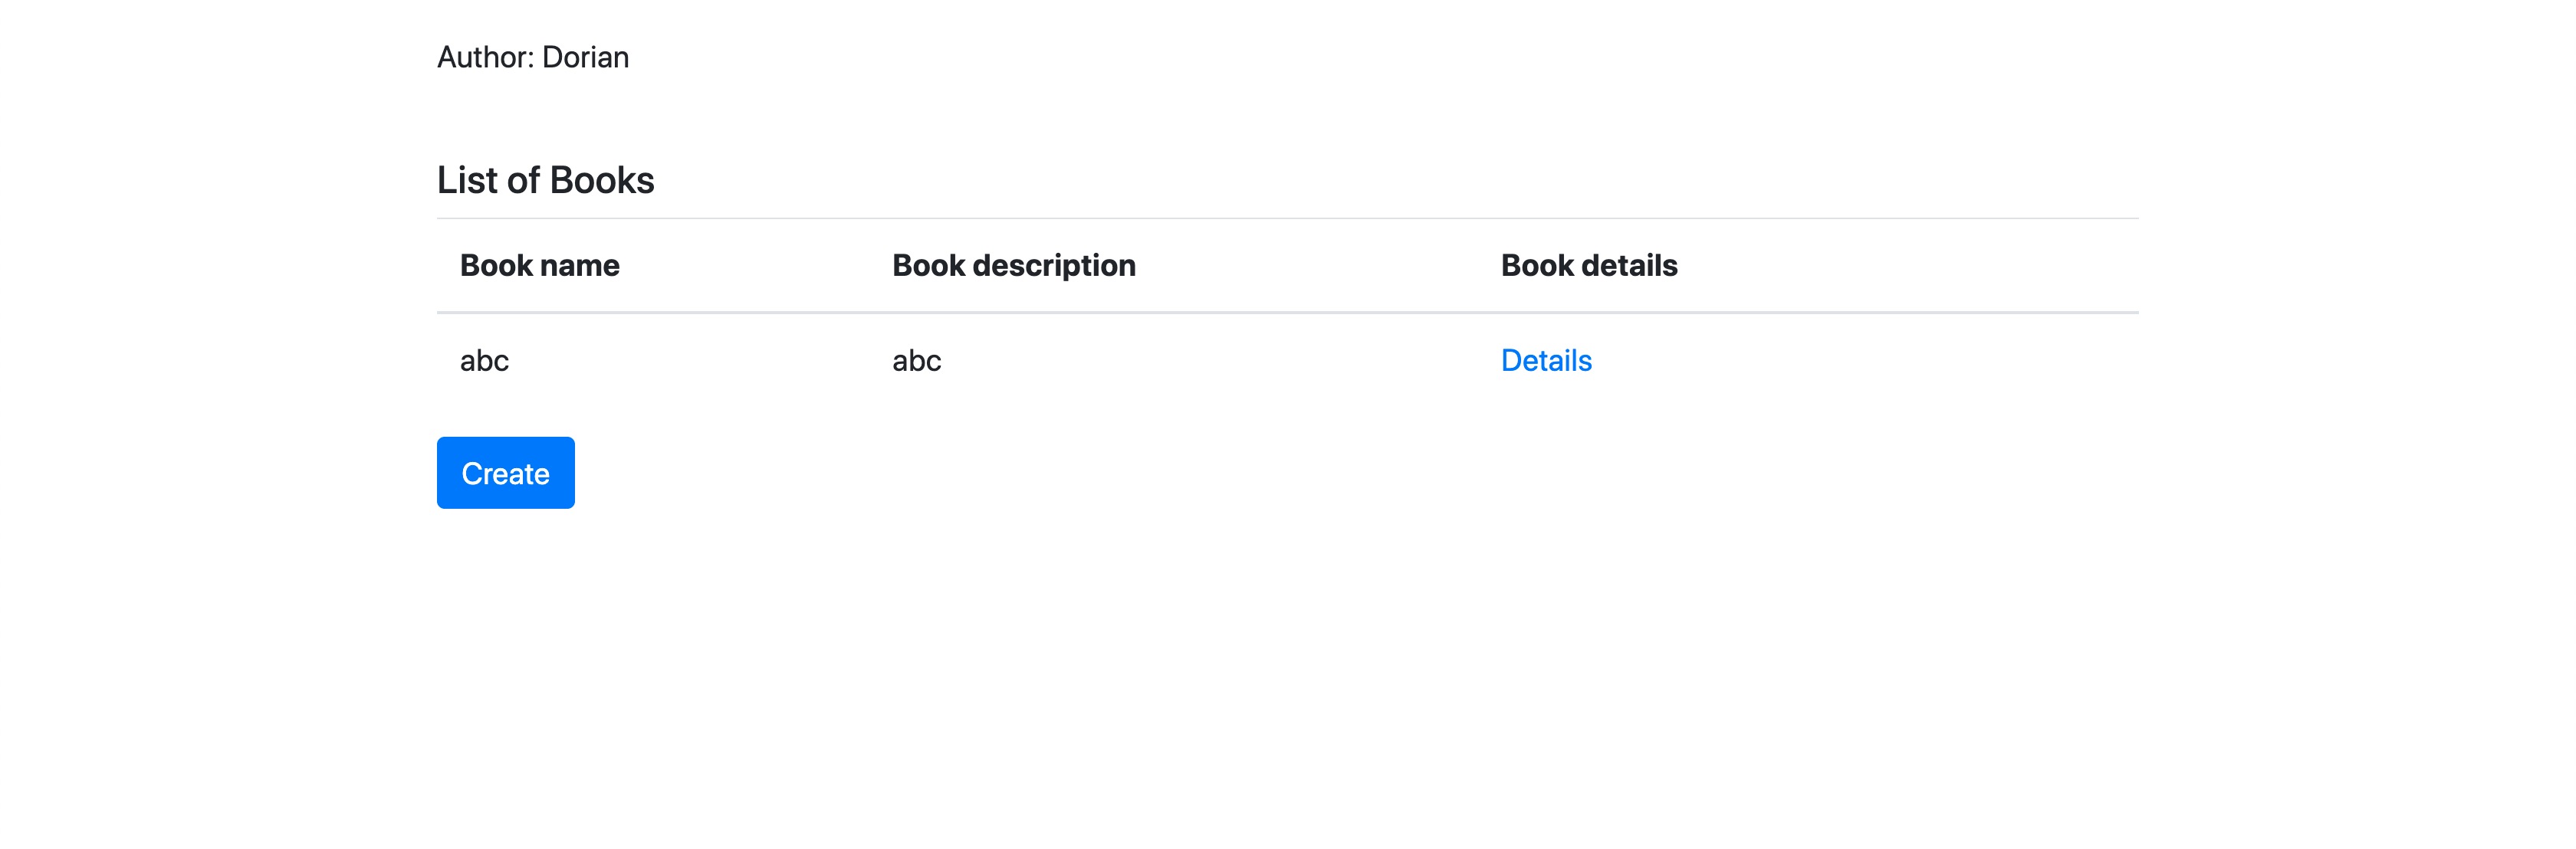 Author: Dorian
List of Books
Book name Book description Book details
abc abc Details
Create